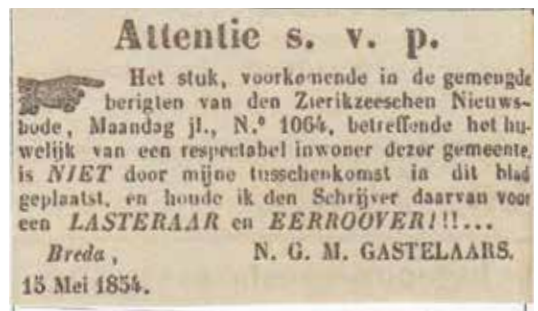 Attentie s. v. p.
Het stuk, voorkomende in de gemengde
berigten van den Zierikzeeschen Nieuws-
bode, Maandag jl., N.º 1064, betreffende het hu-
welijk van een respectabel inwoner dezer gemeente,
is NIET door mijne tusschenkomst in dit blad
geplaatst, en houde ik den Schrijver daarvan voor
een LASTERAAR en EERROOVER!!!...
Breda, N. G. M. GASTELAARS.
15 Mei 1854.